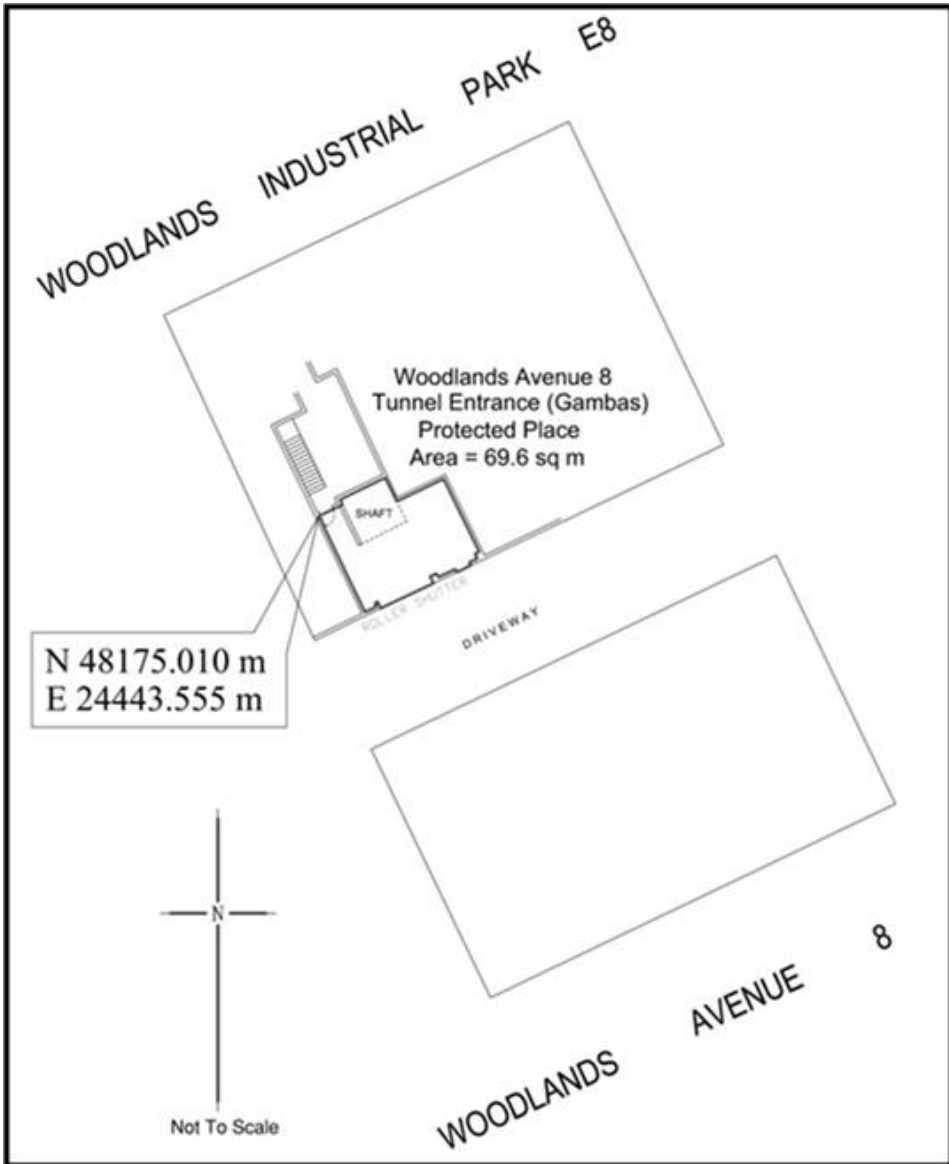 WOODLANDS INDUSTRIAL PARK E8
Woodlands Avenue 8
Tunnel Entrance (Gambas)
Protected Place
Area = 69.6 sq m
SHAFT
ROLLER SHUTTER
DRIVEWAY
N 48175.010 m
E 24443.555 m
N
Not To Scale
WOODLANDS AVENUE 8